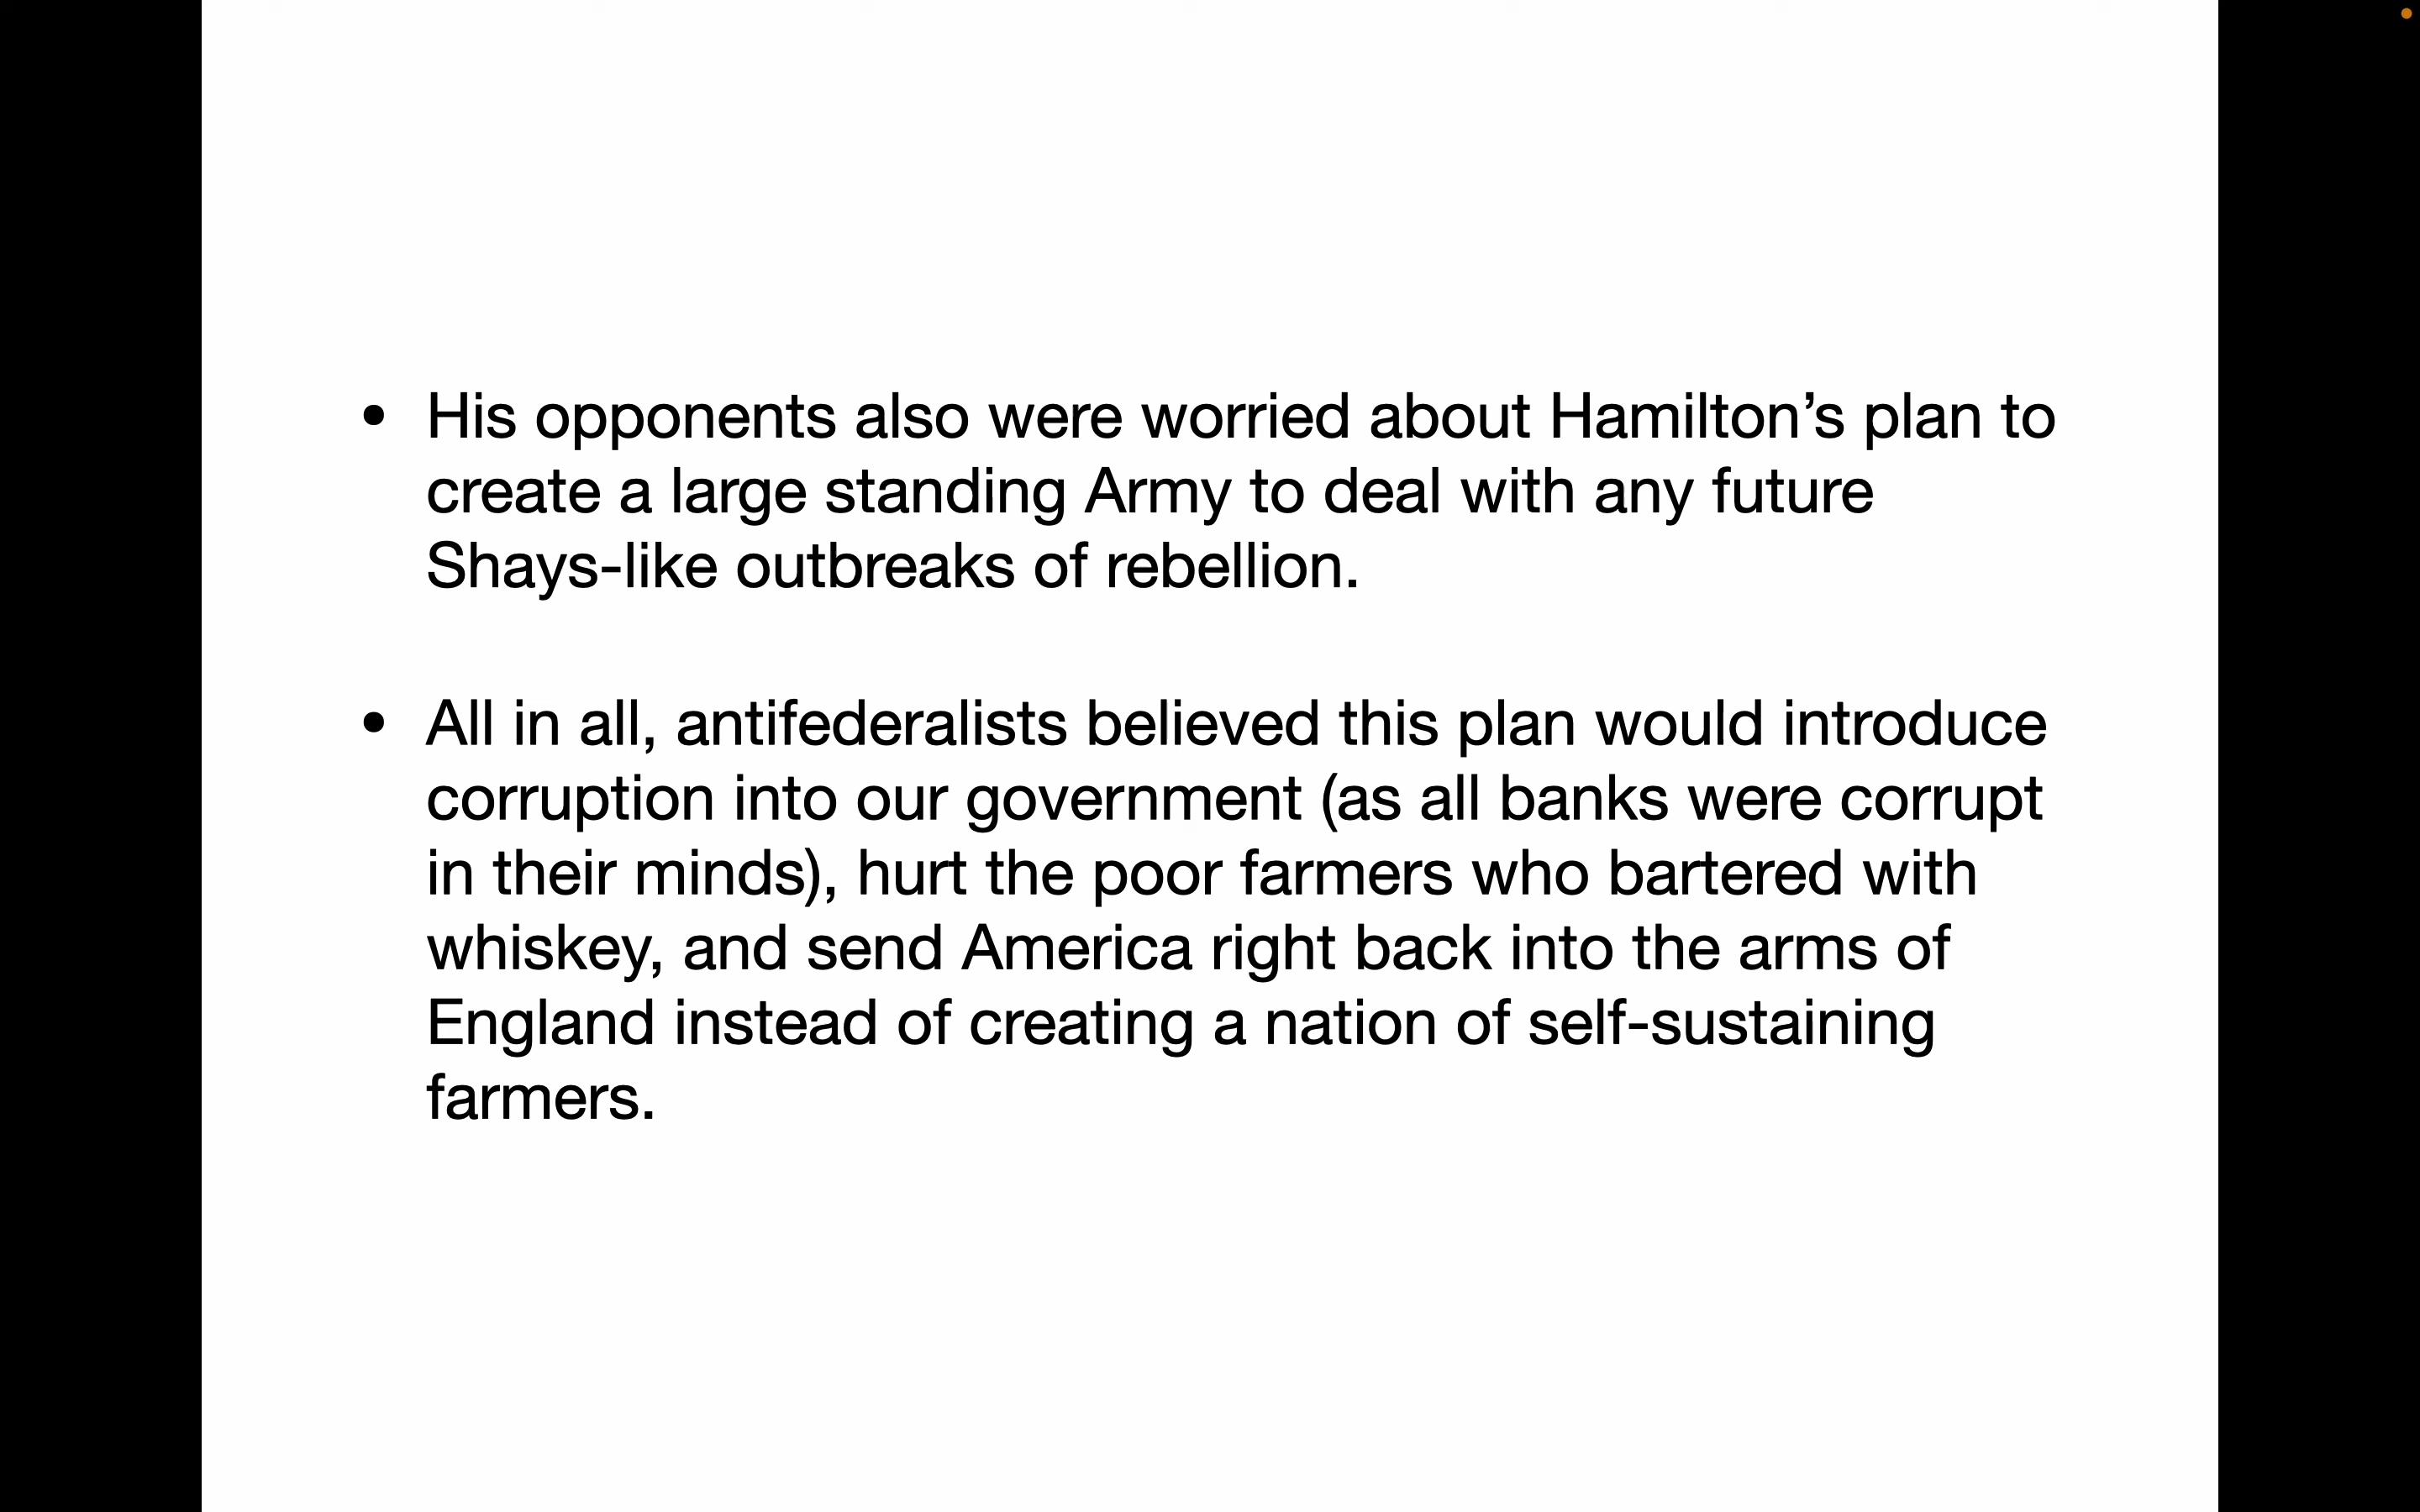 • His opponents also were worried about Hamilton’s plan to
create a large standing Army to deal with any future
Shays-like outbreaks of rebellion.
• All in all, antifederalists believed this plan would introduce
corruption into our government (as all banks were corrupt
in their minds), hurt the poor farmers who bartered with
whiskey, and send America right back into the arms of
England instead of creating a nation of self-sustaining
farmers.